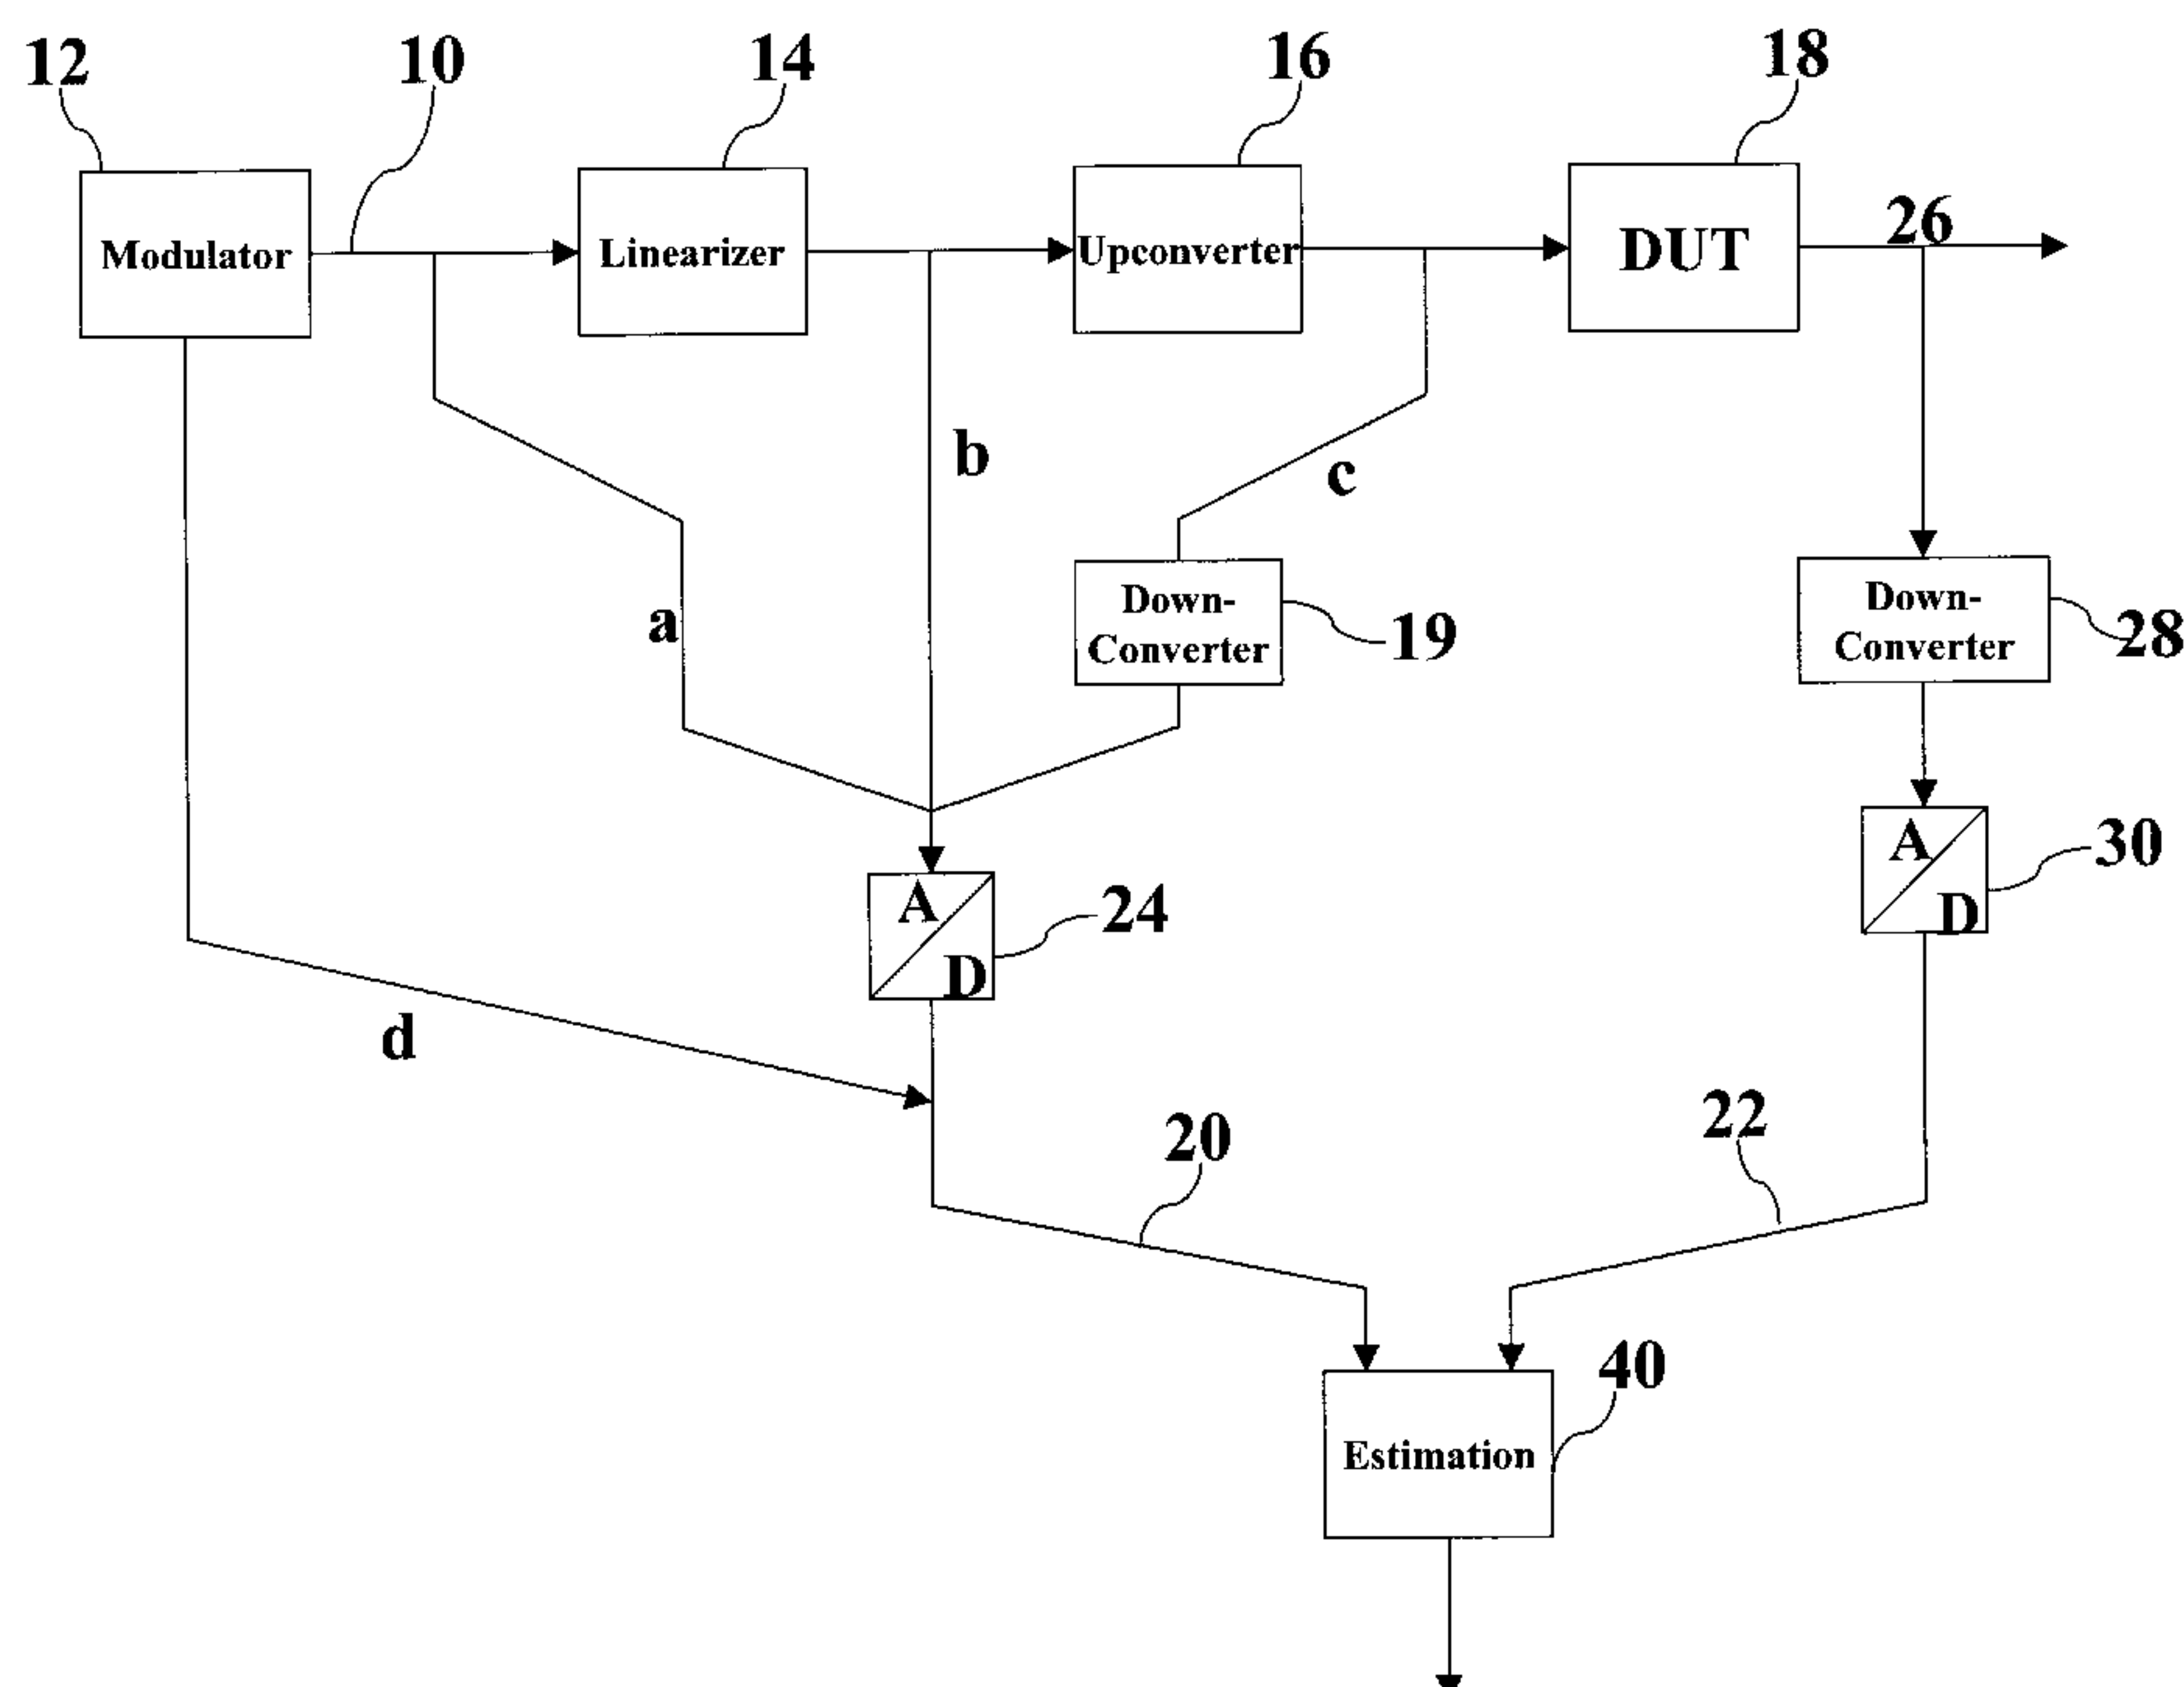 12
10
14
16
18
Modulator
Linearizer
Upconverter
DUT
26
b
c
a
Down-
Converter
19
Down-
Converter
28
A
D
24
A
D
30
d
20
22
Estimation
40